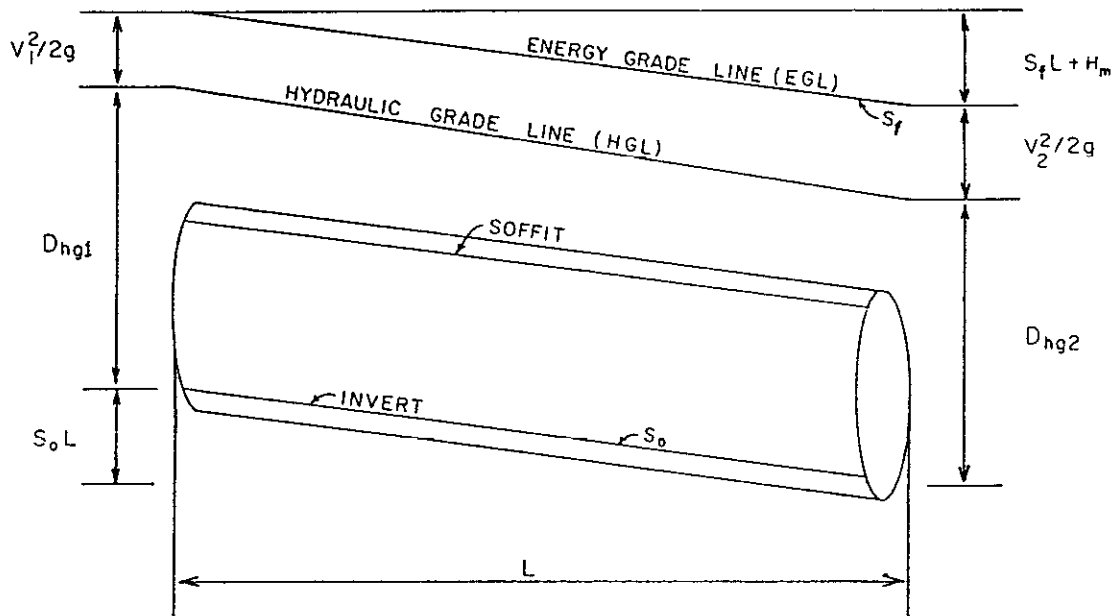 V₁²/2g
ENERGY GRADE LINE (EGL)
S_f L + H_m
S_f
HYDRAULIC GRADE LINE (HGL)
V₂²/2g
SOFFIT
D_hg1
D_hg2
INVERT
S_o L
S_o
L